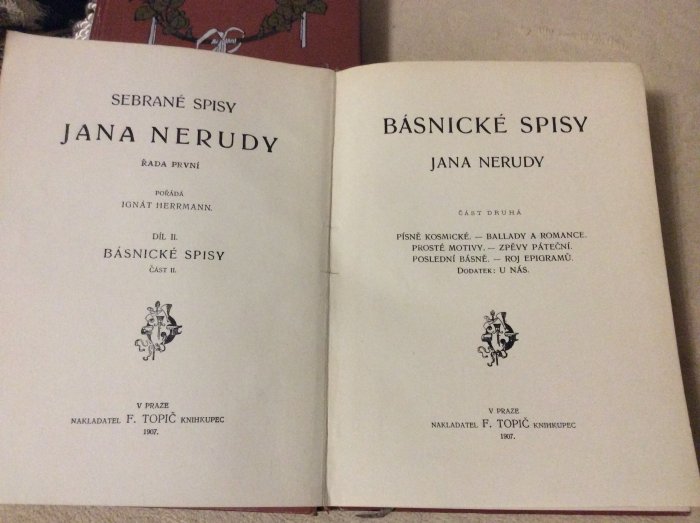 SEBRANÉ SPISY
JANA NERUDY
ŘADA PRVNÍ
POŘÁDÁ
IGNÁT HERRMANN.
DÍL II.
BÁSNICKÉ SPISY
ČÁST II.
V PRAZE
NAKLADATEL F. TOPIČ KNIHKUPEC
1907.
BÁSNICKÉ SPISY
JANA NERUDY
ČÁST DRUHÁ
PÍSNĚ KOSMICKÉ. — BALLADY A ROMANCE.
PROSTÉ MOTIVY. — ZPĚVY PÁTEČNÍ.
POSLEDNÍ BÁSNĚ. — ROJ EPIGRAMŮ.
DODATEK: U NÁS.
V PRAZE
NAKLADATEL F. TOPIČ KNIHKUPEC
1907.